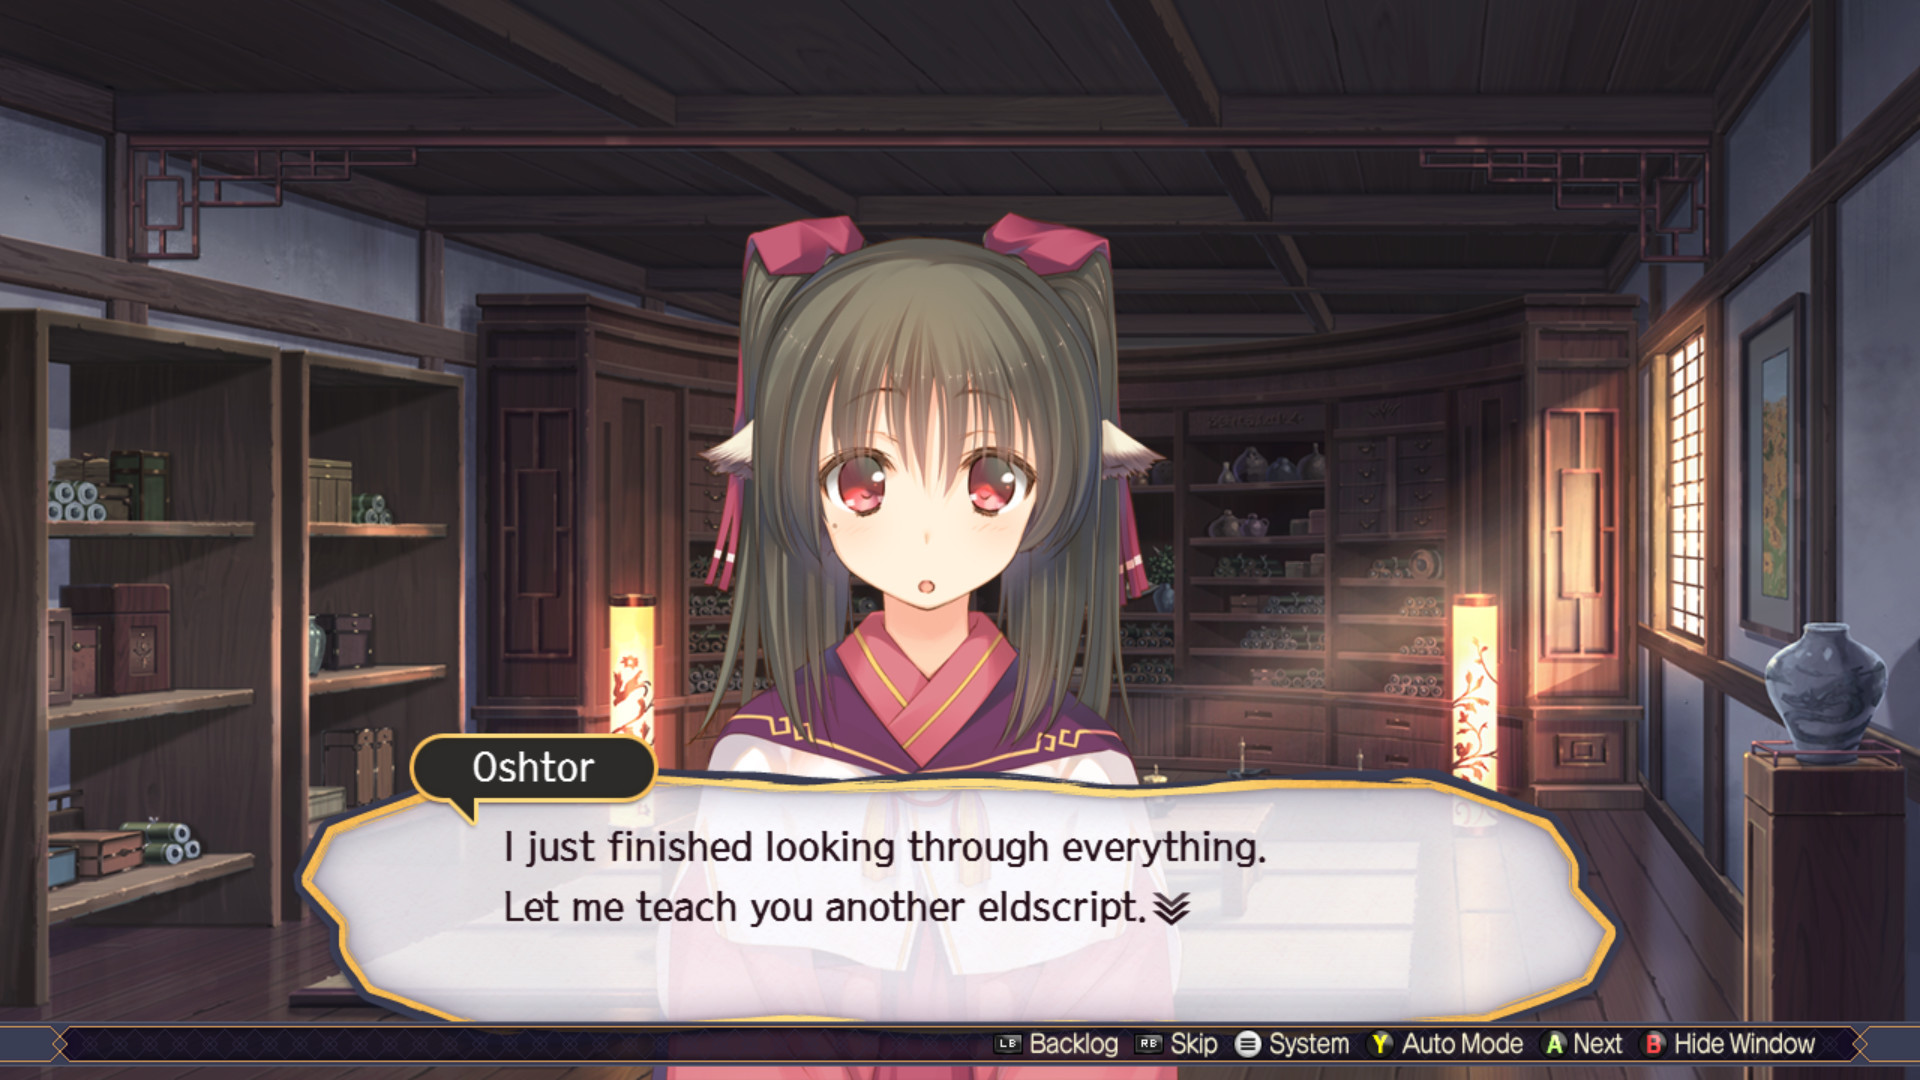 Oshtor
I just finished looking through everything.
Let me teach you another eldscript.
LB Backlog RB Skip System Y Auto Mode A Next B Hide Window